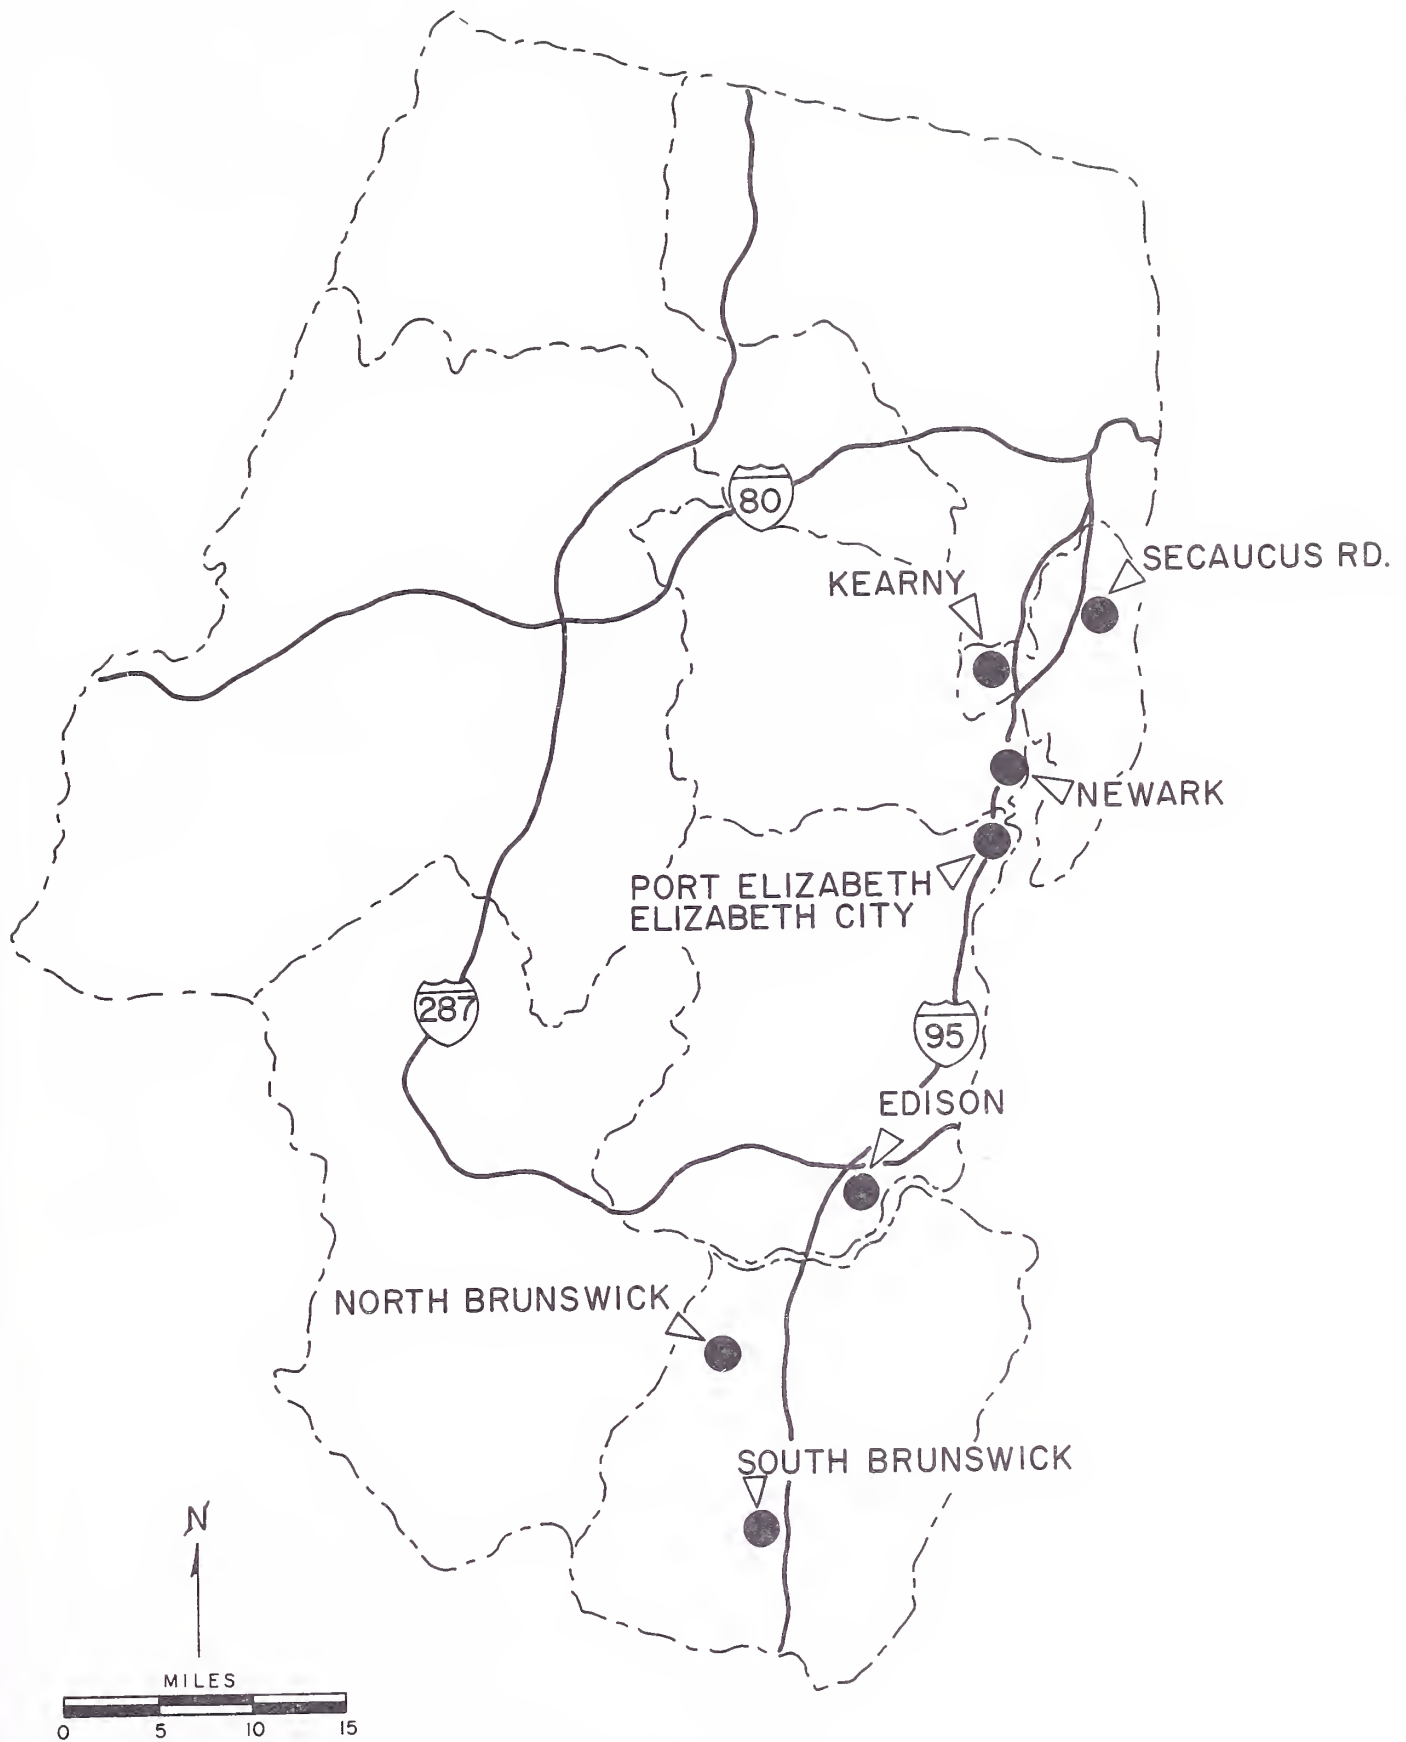 80
SECAUCUS RD.
KEARNY
NEWARK
PORT ELIZABETH
ELIZABETH CITY
287
95
EDISON
NORTH BRUNSWICK
SOUTH BRUNSWICK
N
MILES
0 5 10 15